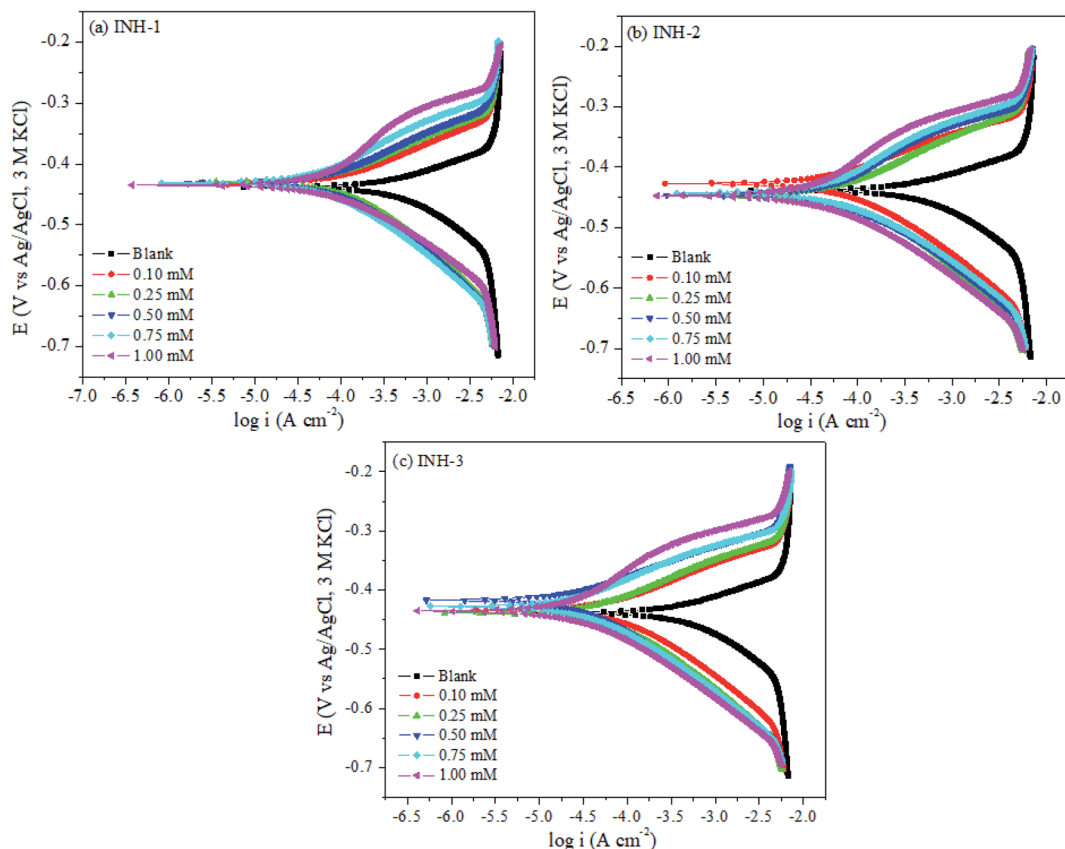 (a) INH-1
-0.2
-0.3
-0.4
-0.5
-0.6
-0.7
E (V vs Ag/AgCl, 3 M KCl)
Blank
0.10 mM
0.25 mM
0.50 mM
0.75 mM
1.00 mM
-7.0 -6.5 -6.0 -5.5 -5.0 -4.5 -4.0 -3.5 -3.0 -2.5 -2.0
log i (A cm-2)
(b) INH-2
-0.2
-0.3
-0.4
-0.5
-0.6
-0.7
E (V vs Ag/AgCl, 3 M KCl)
Blank
0.10 mM
0.25 mM
0.50 mM
0.75 mM
1.00 mM
-6.5 -6.0 -5.5 -5.0 -4.5 -4.0 -3.5 -3.0 -2.5 -2.0 -1.5
log i (A cm-2)
(c) INH-3
-0.2
-0.3
-0.4
-0.5
-0.6
-0.7
E (V vs Ag/AgCl, 3 M KCl)
Blank
0.10 mM
0.25 mM
0.50 mM
0.75 mM
1.00 mM
-6.5 -6.0 -5.5 -5.0 -4.5 -4.0 -3.5 -3.0 -2.5 -2.0
log i (A cm-2)